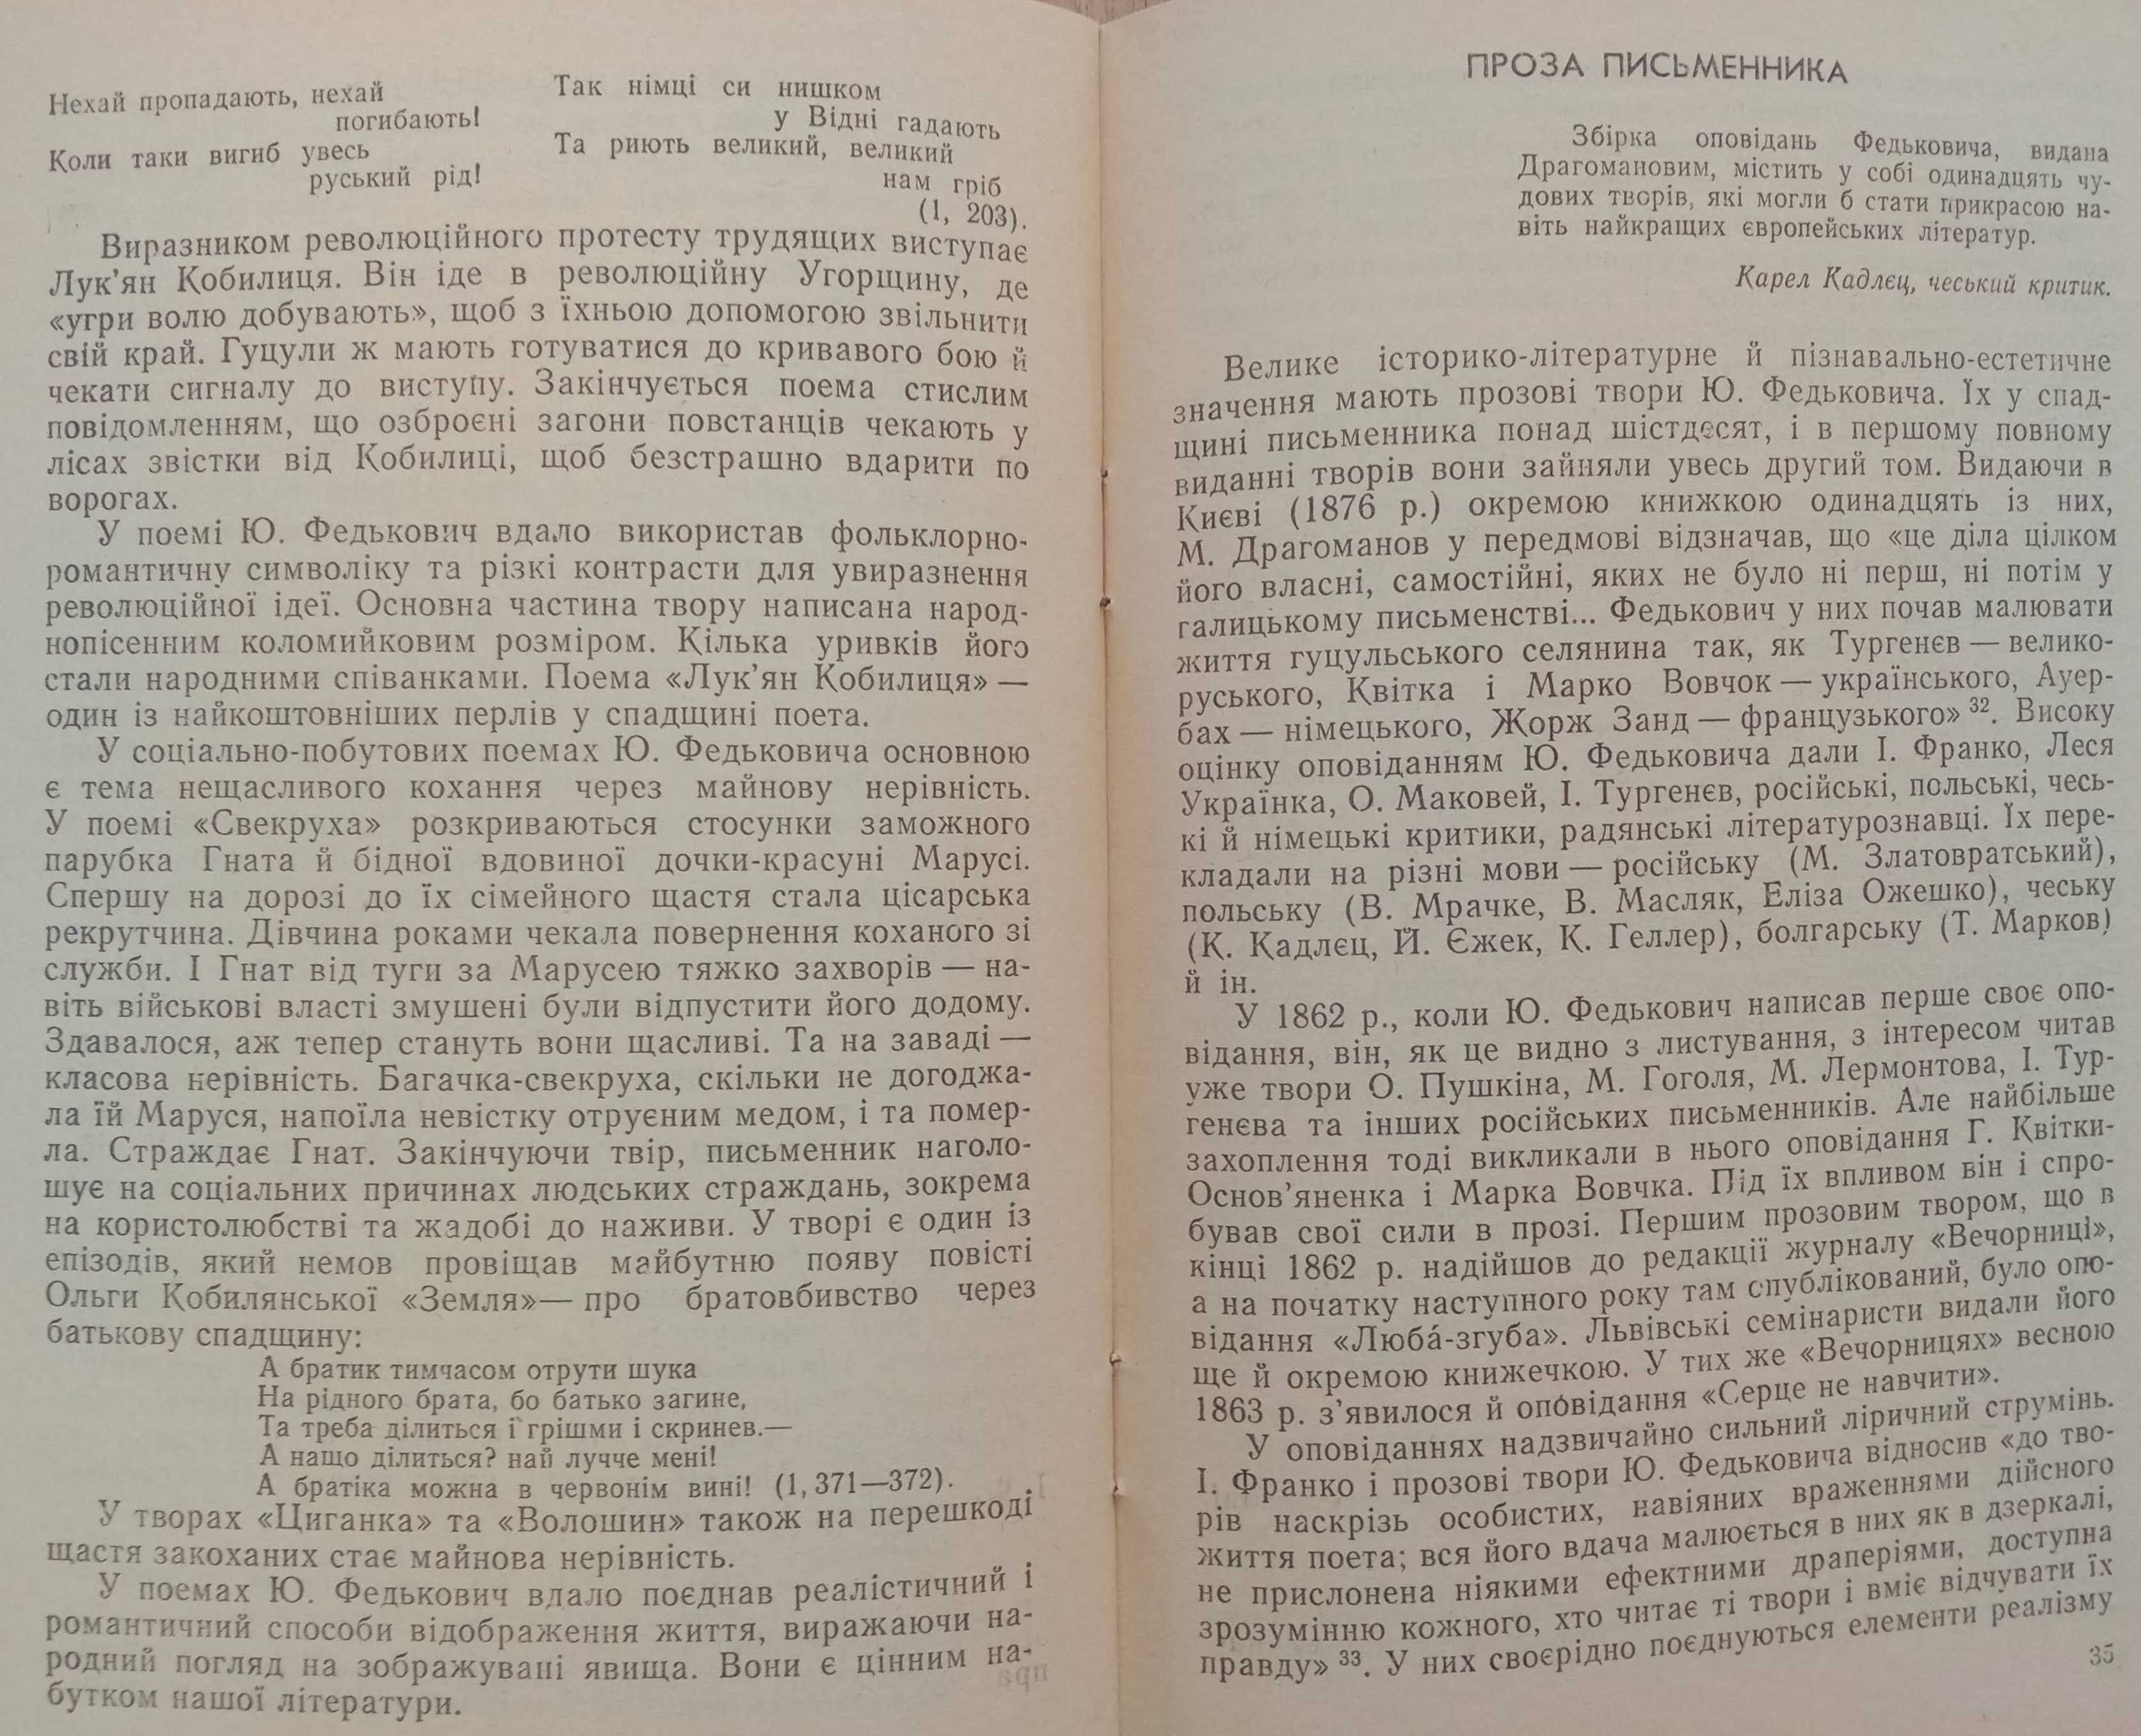 Нехай пропадають, нехай
погибають!
Коли таки вигиб увесь
руський рід!
Так німці си нишком
у Відні гадають
Та риють великий, великий
нам гріб
(1, 203).
Виразником революційного протесту трудящих виступає
Лук’ян Кобилиця. Він іде в революційну Угорщину, де
«угри волю добувають», щоб з їхньою допомогою звільнити
свій край. Гуцули ж мають готуватися до кривавого бою й
чекати сигналу до виступу. Закінчується поема стислим
повідомленням, що озброєні загони повстанців чекають у
лісах звістки від Кобилиці, щоб безстрашно вдарити по
ворогах.
У поемі Ю. Федькович вдало використав фольклорно-
романтичну символіку та різкі контрасти для увиразнення
революційної ідеї. Основна частина твору написана народ-
нопісенним коломийковим розміром. Кілька уривків його
стали народними співанками. Поема «Лук’ян Кобилиця» —
один із найкоштовніших перлів у спадщині поета.
У соціально-побутових поемах Ю. Федьковича основною
є тема нещасливого кохання через майнову нерівність.
У поемі «Свекруха» розкриваються стосунки заможного
парубка Гната й бідної вдовиної дочки-красуні Марусі.
Спершу на дорозі до їх сімейного щастя стала цісарська
рекрутчина. Дівчина роками чекала повернення коханого зі
служби. І Гнат від туги за Марусею тяжко захворів — на-
віть військові власті змушені були відпустити його додому.
Здавалося, аж тепер стануть вони щасливі. Та на заваді —
класова нерівність. Багачка-свекруха, скільки не догоджа-
ла їй Маруся, напоїла невістку отруєним медом, і та помер-
ла. Страждає Гнат. Закінчуючи твір, письменник наголо-
шує на соціальних причинах людських страждань, зокрема
на користолюбстві та жадобі до наживи. У творі є один із
епізодів, який немов провіщав майбутню появу повісті
Ольги Кобилянської «Земля»— про братовбивство через
батькову спадщину:
А братик тимчасом отрути шука
На рідного брата, бо батько загине,
Та треба ділиться і грішми і скринев.—
А нащо ділиться? най лучче мені!
А братіка можна в червонім вині! (1, 371—372).
У творах «Циганка» та «Волошин» також на перешкоді
щастя закоханих стає майнова нерівність.
У поемах Ю. Федькович вдало поєднав реалістичний і
романтичний способи відображення життя, виражаючи на-
родний погляд на зображувані явища. Вони є цінним на-
бутком нашої літератури.
ПРОЗА ПИСЬМЕННИКА
Збірка оповідань Федьковича, видана
Драгомановим, містить у собі одинадцять чу-
дових творів, які могли б стати прикрасою на-
віть найкращих європейських літератур.
Карел Кадлєц, чеський критик.
Велике історико-літературне й пізнавально-естетичне
значення мають прозові твори Ю. Федьковича. Їх у спад-
щині письменника понад шістдесят, і в першому повному
виданні творів вони зайняли увесь другий том. Видаючи в
Києві (1876 р.) окремою книжкою одинадцять із них,
М. Драгоманов у передмові відзначав, що «це діла цілком
його власні, самостійні, яких не було ні перш, ні потім у
галицькому письменстві... Федькович у них почав малювати
життя гуцульського селянина так, як Тургенєв — велико-
руського, Квітка і Марко Вовчок — українського, Ауер-
бах — німецького, Жорж Занд — французького» 32. Високу
оцінку оповіданням Ю. Федьковича дали І. Франко, Леся
Українка, О. Маковей, І. Тургенєв, російські, польські, чесь-
кі й німецькі критики, радянські літературознавці. Їх пере-
кладали на різні мови — російську (М. Златовратський),
польську (В. Мрачке, В. Масляк, Еліза Ожешко), чеську
(К. Кадлєц, Й. Єжек, К. Геллер), болгарську (Т. Марков)
й ін.
У 1862 р., коли Ю. Федькович написав перше своє опо-
відання, він, як це видно з листування, з інтересом читав
уже твори О. Пушкіна, М. Гоголя, М. Лермонтова, І. Тур-
генєва та інших російських письменників. Але найбільше
захоплення тоді викликали в нього оповідання Г. Квітки-
Основ’яненка і Марка Вовчка. Під їх впливом він і спро-
бував свої сили в прозі. Першим прозовим твором, що в
кінці 1862 р. надійшов до редакції журналу «Вечорниці»,
а на початку наступного року там опублікований, було опо-
відання «Люба́-згуба». Львівські семінаристи видали його
ще й окремою книжечкою. У тих же «Вечорницях» весною
1863 р. з’явилося й оповідання «Серце не навчити».
У оповіданнях надзвичайно сильний ліричний струмінь.
І. Франко і прозові твори Ю. Федьковича відносив «до тво-
рів наскрізь особистих, навіяних враженнями дійсного
життя поета; вся його вдача малюється в них як в дзеркалі,
не прислонена ніякими ефектними драперіями, доступна
зрозумінню кожного, хто читає ті твори і вміє відчувати їх
правду» 33. У них своєрідно поєднуються елементи реалізму
35